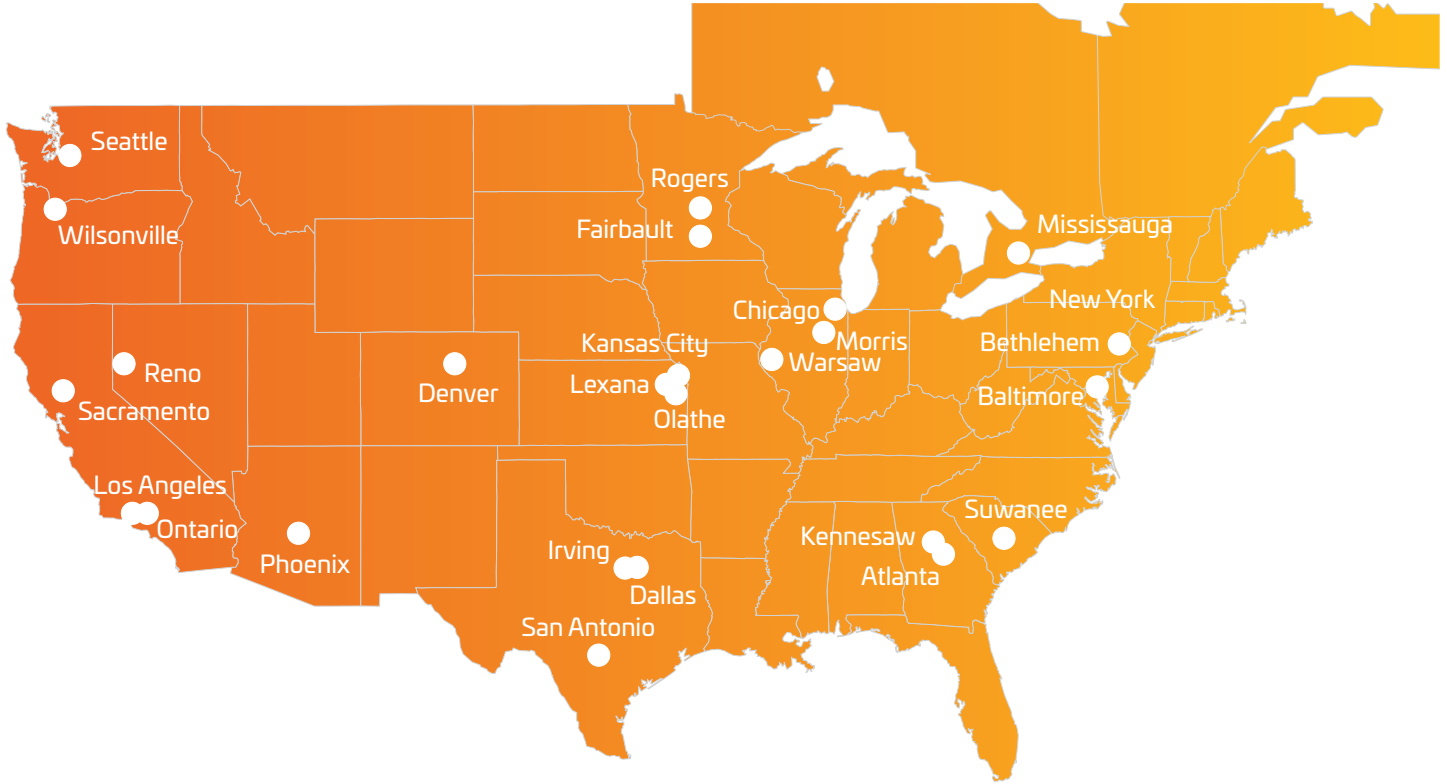 Seattle
Rogers
Mississauga
Fairbault
Wilsonville
New York
Chicago
Morris
Bethlehem
Kansas City
Warsaw
Reno
Lexana
Denver
Baltimore
Sacramento
Olathe
Los Angeles
Suwanee
Ontario
Kennesaw
Irving
Phoenix
Atlanta
Dallas
San Antonio